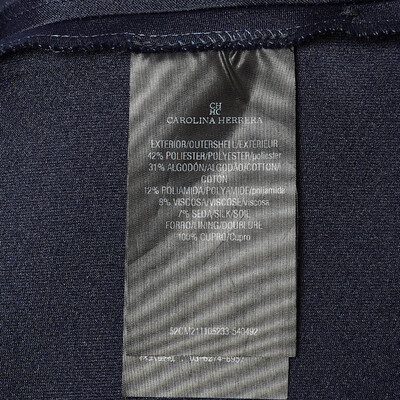 CH
HC
CAROLINA HERRERA
EXTERIOR/OUTERSHELL/EXTERIEUR
42% POLIESTER/POLYESTER/poliéster
31% ALGODÓN/ALGODÃO/COTTON/
COTON
12% POLIAMIDA/POLYAMIDE/poliamida
8% VISCOSA/VISCOSE/viscosa
7% SEDA/SILK/SOIE
FORRO/LINING/DOUBLURE
100% CUPRO/Cupro